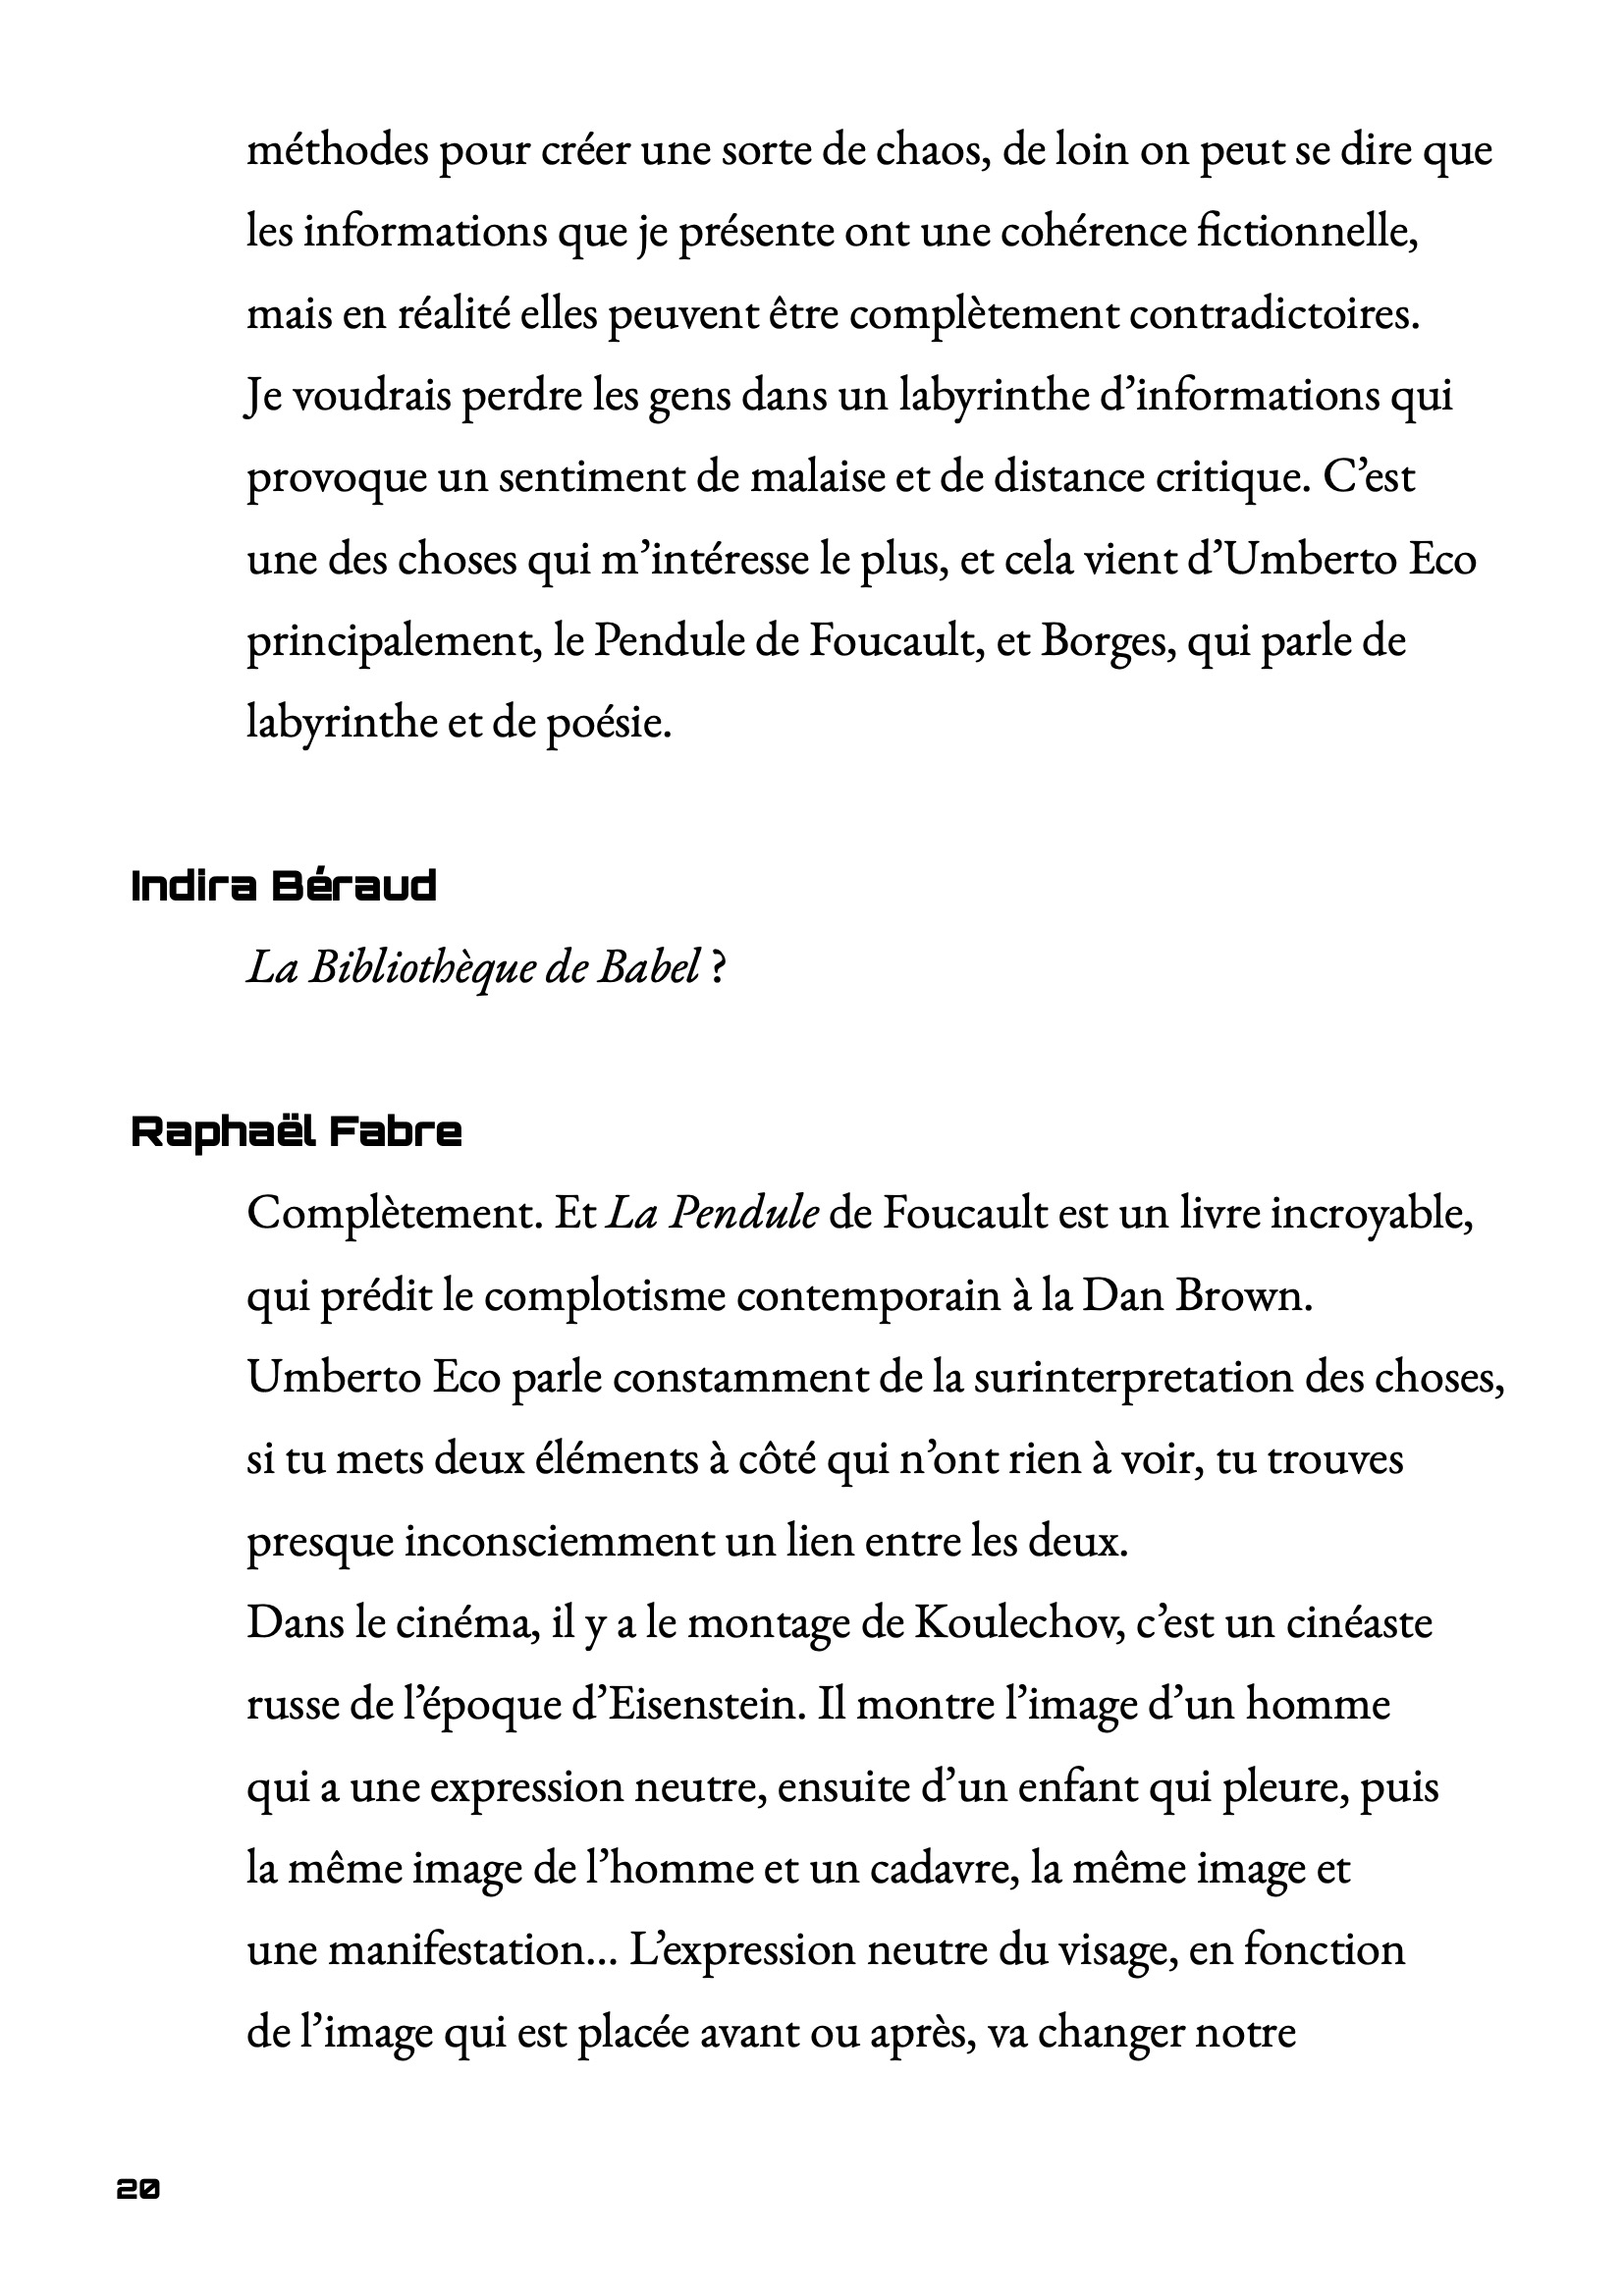 méthodes pour créer une sorte de chaos, de loin on peut se dire que
les informations que je présente ont une cohérence fictionnelle,
mais en réalité elles peuvent être complètement contradictoires.
Je voudrais perdre les gens dans un labyrinthe d’informations qui
provoque un sentiment de malaise et de distance critique. C’est
une des choses qui m’intéresse le plus, et cela vient d’Umberto Eco
principalement, le Pendule de Foucault, et Borges, qui parle de
labyrinthe et de poésie.
Indira Béraud
La Bibliothèque de Babel ?
Raphaël Fabre
Complètement. Et La Pendule de Foucault est un livre incroyable,
qui prédit le complotisme contemporain à la Dan Brown.
Umberto Eco parle constamment de la surinterpretation des choses,
si tu mets deux éléments à côté qui n’ont rien à voir, tu trouves
presque inconsciemment un lien entre les deux.
Dans le cinéma, il y a le montage de Koulechov, c’est un cinéaste
russe de l’époque d’Eisenstein. Il montre l’image d’un homme
qui a une expression neutre, ensuite d’un enfant qui pleure, puis
la même image de l’homme et un cadavre, la même image et
une manifestation... L’expression neutre du visage, en fonction
de l’image qui est placée avant ou après, va changer notre
20